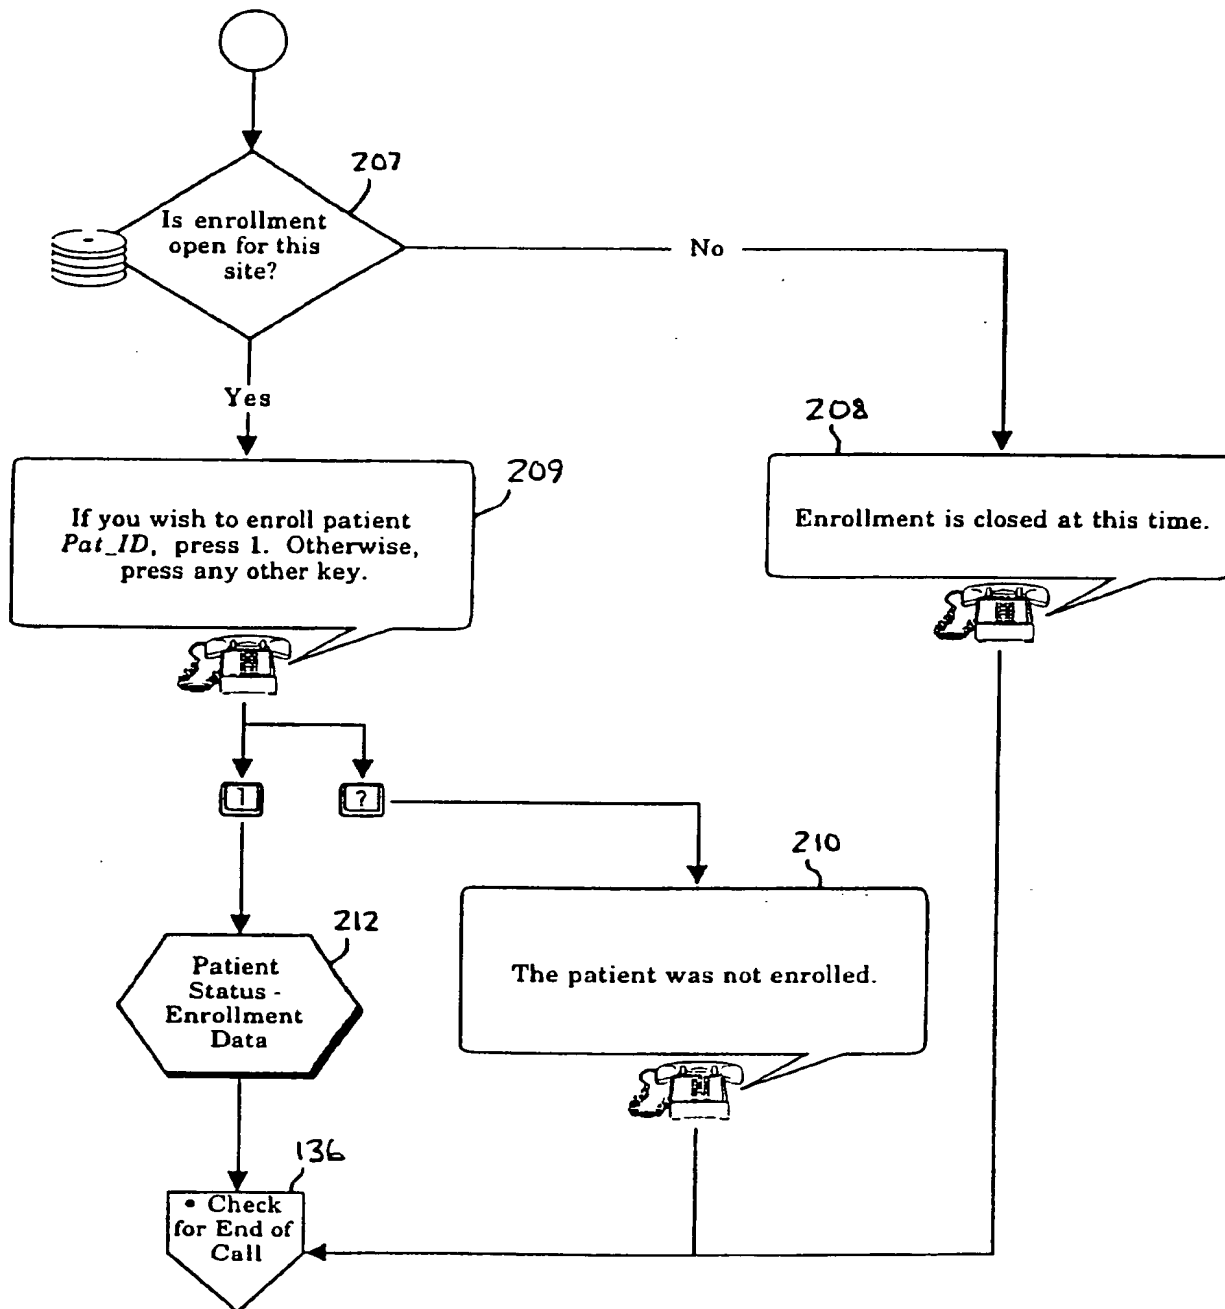 207
Is enrollment
open for this
site?
No
Yes
208
209
Enrollment is closed at this time.
If you wish to enroll patient
Pat_ID, press 1. Otherwise,
press any other key.
1
?
210
212
The patient was not enrolled.
Patient
Status -
Enrollment
Data
136
• Check
for End of
Call